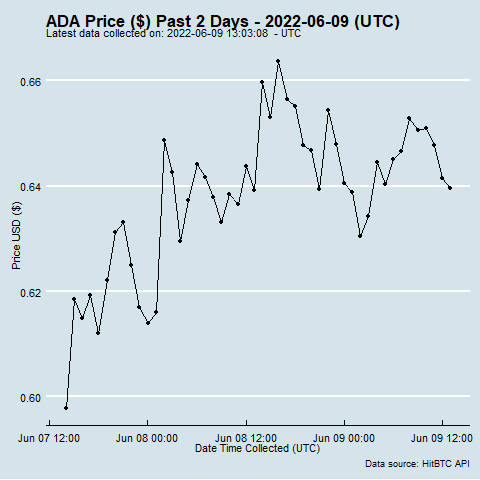 ADA Price ($) Past 2 Days - 2022-06-09 (UTC)
Latest data collected on: 2022-06-09 13:03:08  - UTC
0.66
0.64
0.62
0.60
Price USD ($)
Jun 07 12:00 Jun 08 00:00 Jun 08 12:00 Jun 09 00:00 Jun 09 12:00
Date Time Collected (UTC)
Data source: HitBTC API